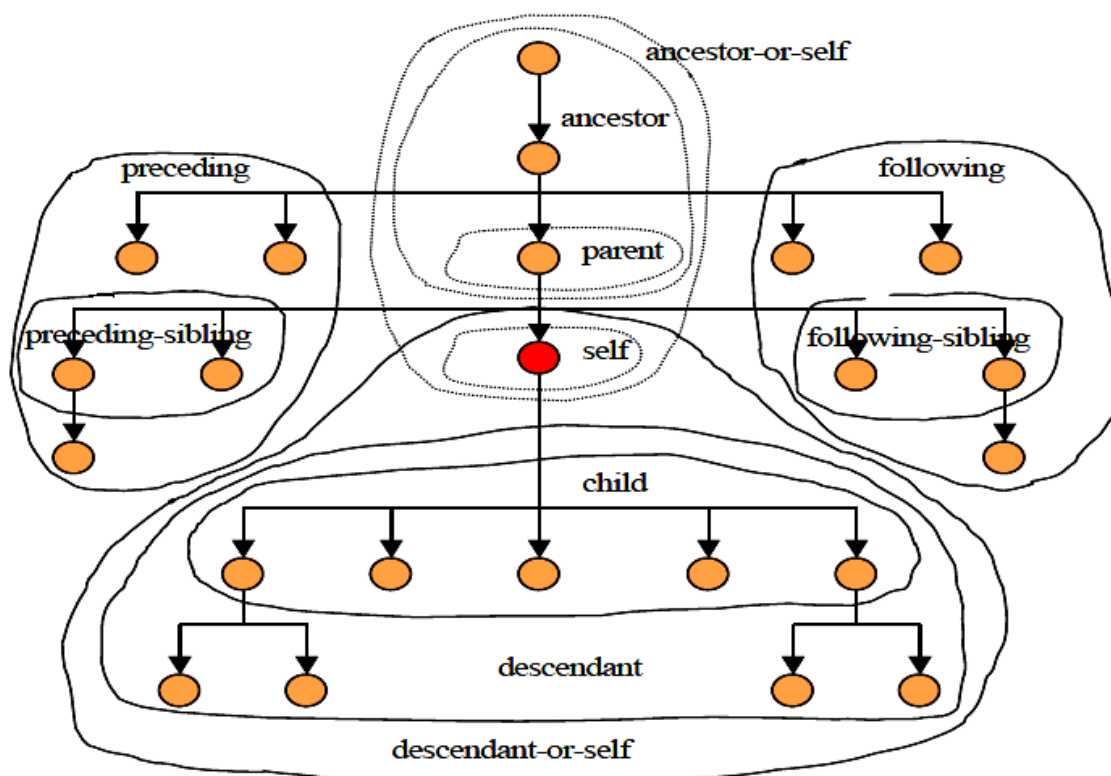 ancestor-or-self
ancestor
preceding
following
parent
preceding-sibling
self
following-sibling
child
descendant
descendant-or-self